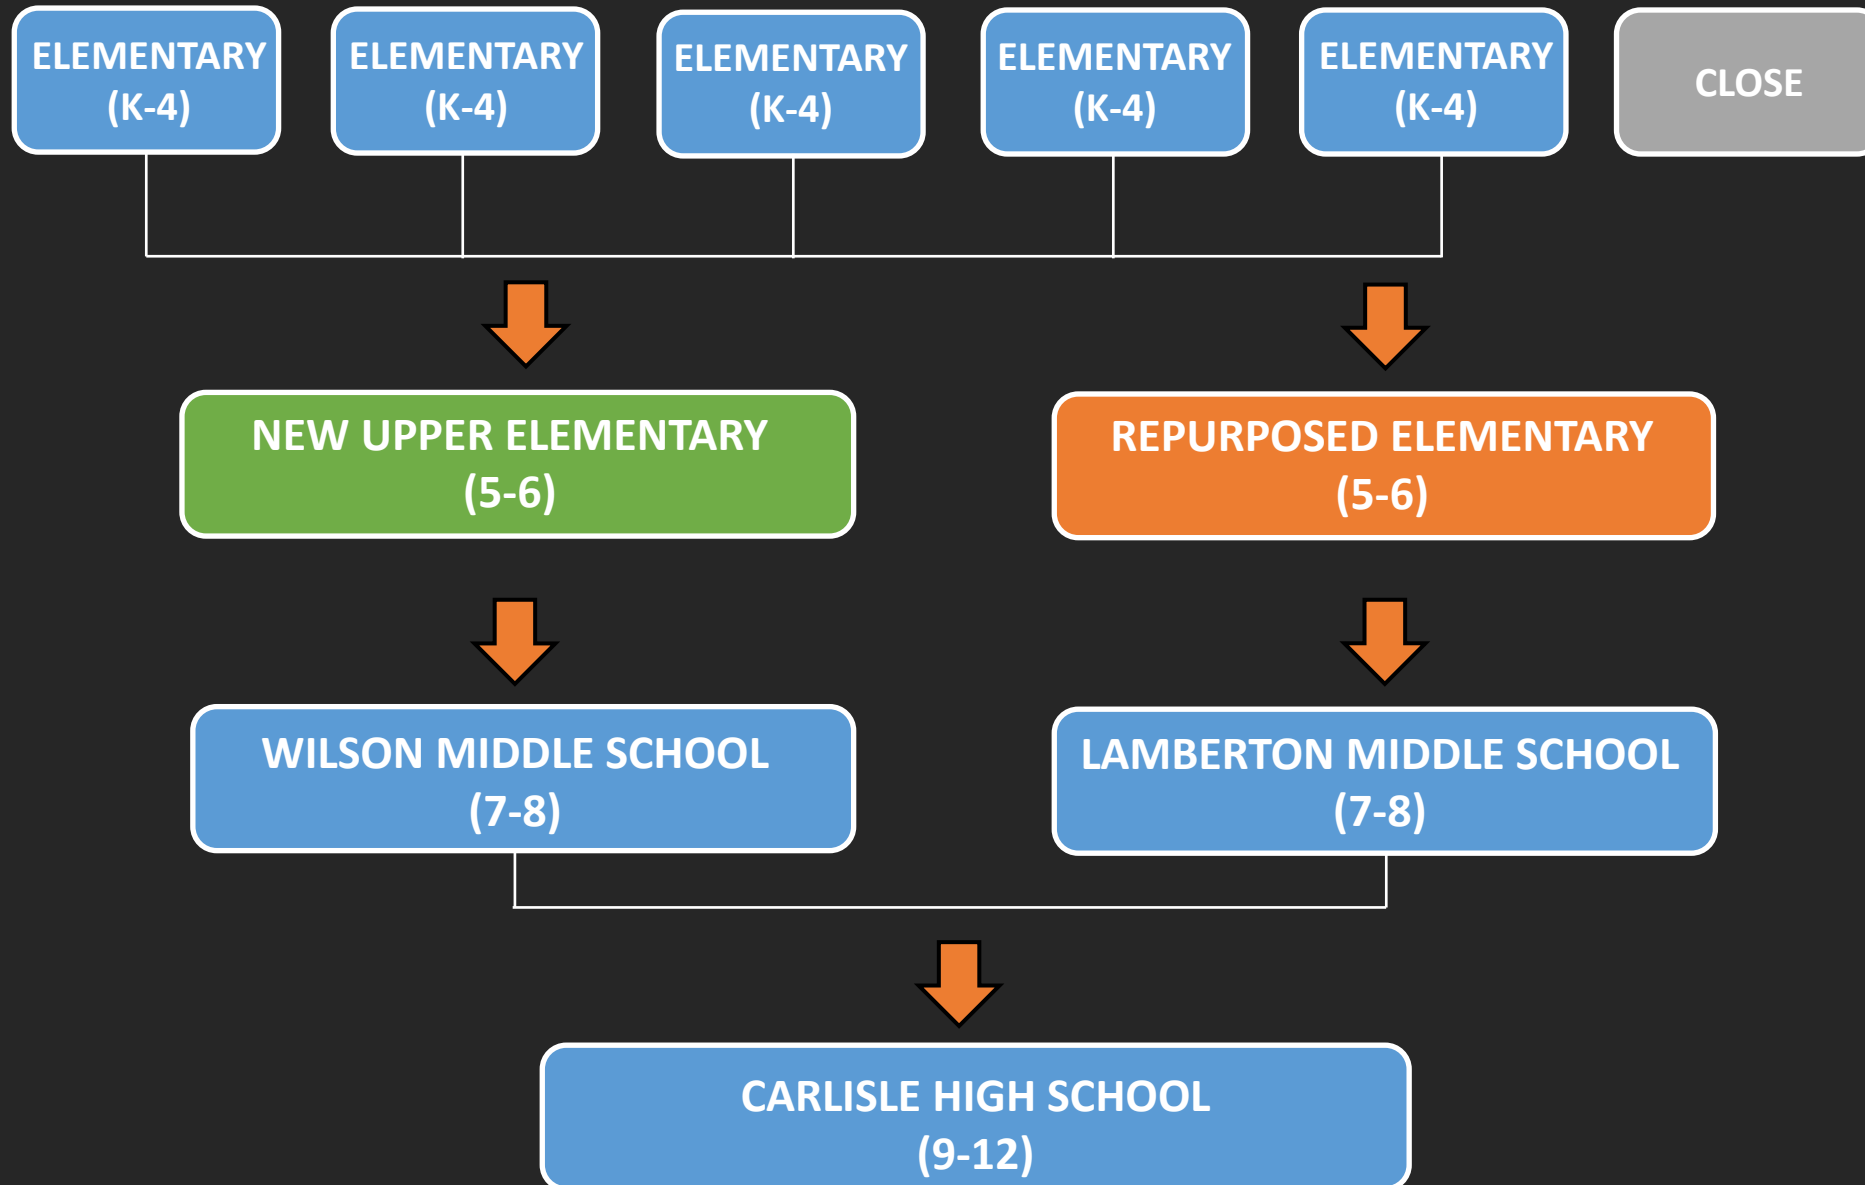 ELEMENTARY
(K-4)
ELEMENTARY
(K-4)
ELEMENTARY
(K-4)
ELEMENTARY
(K-4)
ELEMENTARY
(K-4)
CLOSE
NEW UPPER ELEMENTARY
(5-6)
REPURPOSED ELEMENTARY
(5-6)
WILSON MIDDLE SCHOOL
(7-8)
LAMBERTON MIDDLE SCHOOL
(7-8)
CARLISLE HIGH SCHOOL
(9-12)